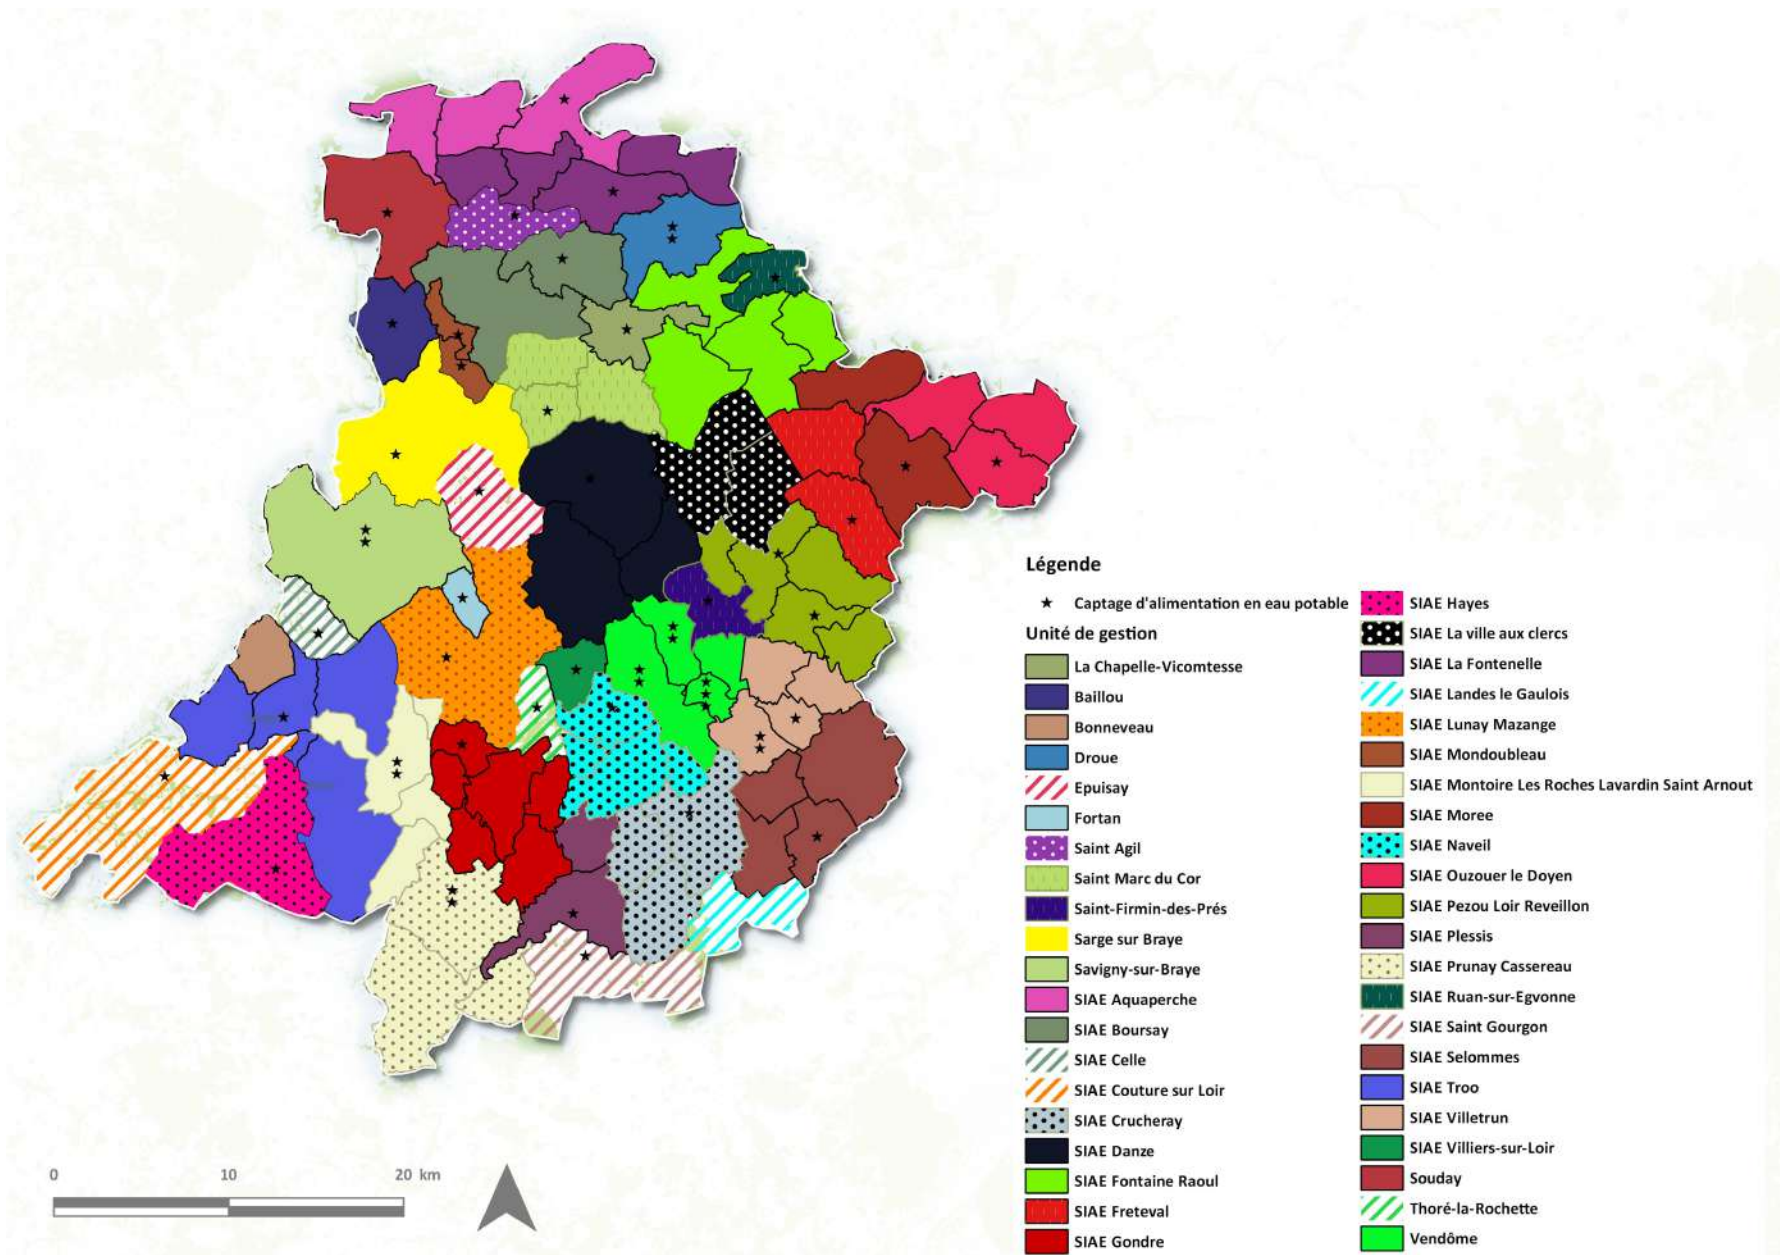 Légende
Captage d'alimentation en eau potable
Unité de gestion
La Chapelle-Vicomtesse
Baillou
Bonneveau
Droue
Epuisay
Fortan
Saint Agil
Saint Marc du Cor
Saint-Firmin-des-Prés
Sarge sur Braye
Savigny-sur-Braye
SIAE Aquaperche
SIAE Boursay
SIAE Celle
SIAE Couture sur Loir
SIAE Crucheray
SIAE Danze
SIAE Fontaine Raoul
SIAE Freteval
SIAE Gondre
SIAE Hayes
SIAE La ville aux clercs
SIAE La Fontenelle
SIAE Landes le Gaulois
SIAE Lunay Mazange
SIAE Mondoubleau
SIAE Montoire Les Roches Lavardin Saint Arnout
SIAE Moree
SIAE Naveil
SIAE Ouzouer le Doyen
SIAE Pezou Loir Reveillon
SIAE Plessis
SIAE Prunay Cassereau
SIAE Ruan-sur-Egvonne
SIAE Saint Gourgon
SIAE Selommes
SIAE Troo
SIAE Villetrun
SIAE Villiers-sur-Loir
Souday
Thoré-la-Rochette
Vendôme
0 10 20 km